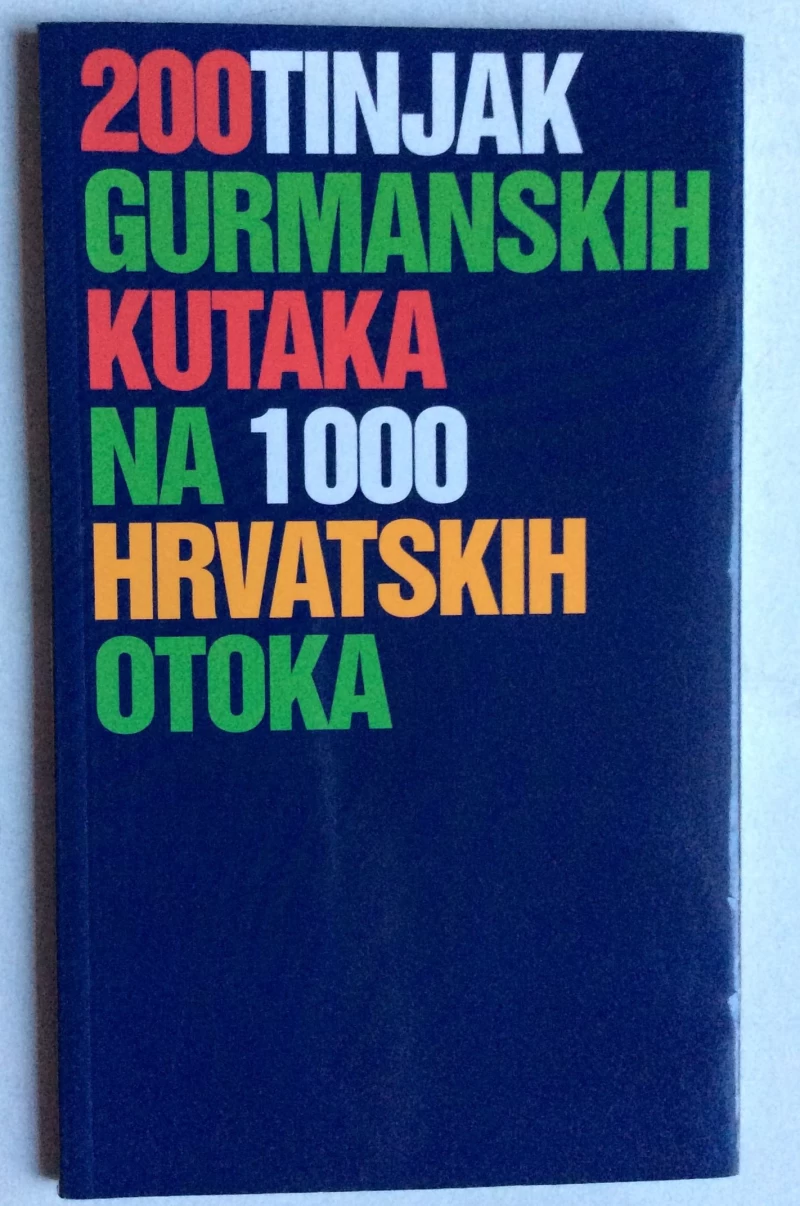 200TINJAK
GURMANSKIH
KUTAKA
NA 1000
HRVATSKIH
OTOKA